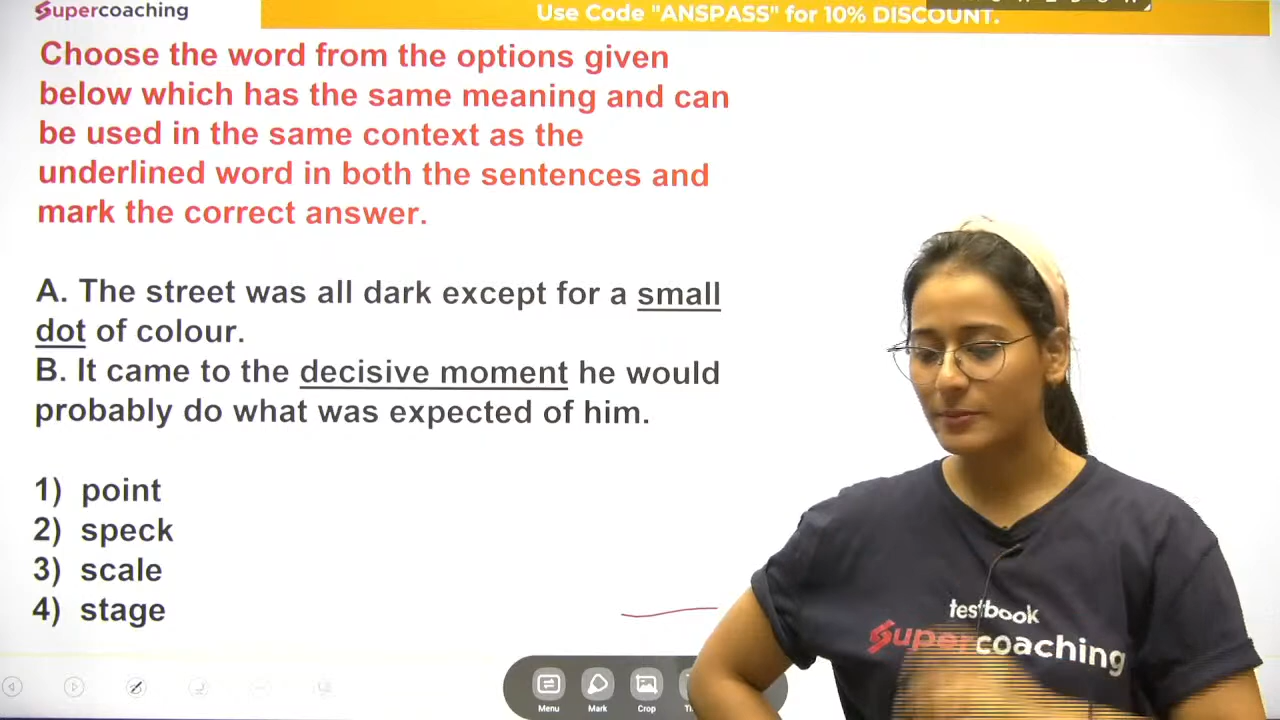 Supercoaching
Use Code "ANSPASS" for 10% DISCOUNT.
Choose the word from the options given
below which has the same meaning and can
be used in the same context as the
underlined word in both the sentences and
mark the correct answer.
A. The street was all dark except for a small
dot of colour.
B. It came to the decisive moment he would
probably do what was expected of him.
1) point
2) speck
3) scale
4) stage
testbook
Supercoaching
Menu
Mark
Crop